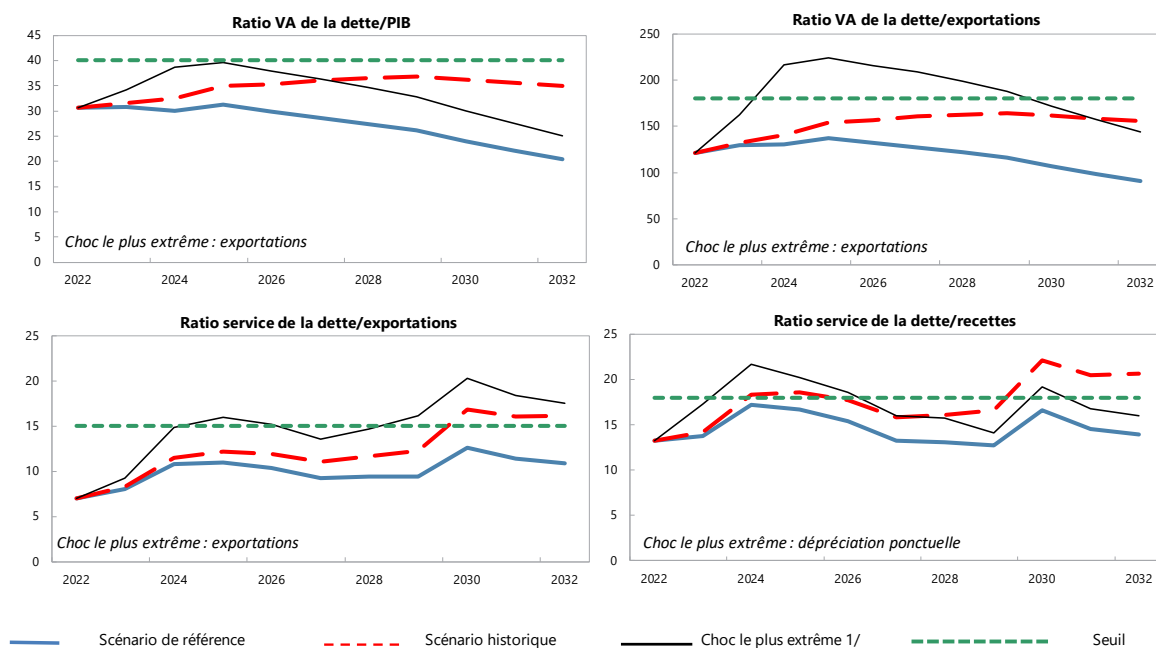 Ratio VA de la dette/PIB
45
40
35
30
25
20
15
10
5
0
Choc le plus extrême : exportations
2022 2024 2026 2028 2030 2032
Ratio VA de la dette/exportations
250
200
150
100
50
0
Choc le plus extrême : exportations
2022 2024 2026 2028 2030 2032
Ratio service de la dette/exportations
25
20
15
10
5
0
Choc le plus extrême : exportations
2022 2024 2026 2028 2030 2032
Ratio service de la dette/recettes
25
20
15
10
5
0
Choc le plus extrême : dépréciation ponctuelle
2022 2024 2026 2028 2030 2032
Scénario de référence Scénario historique Choc le plus extrême 1/ Seuil